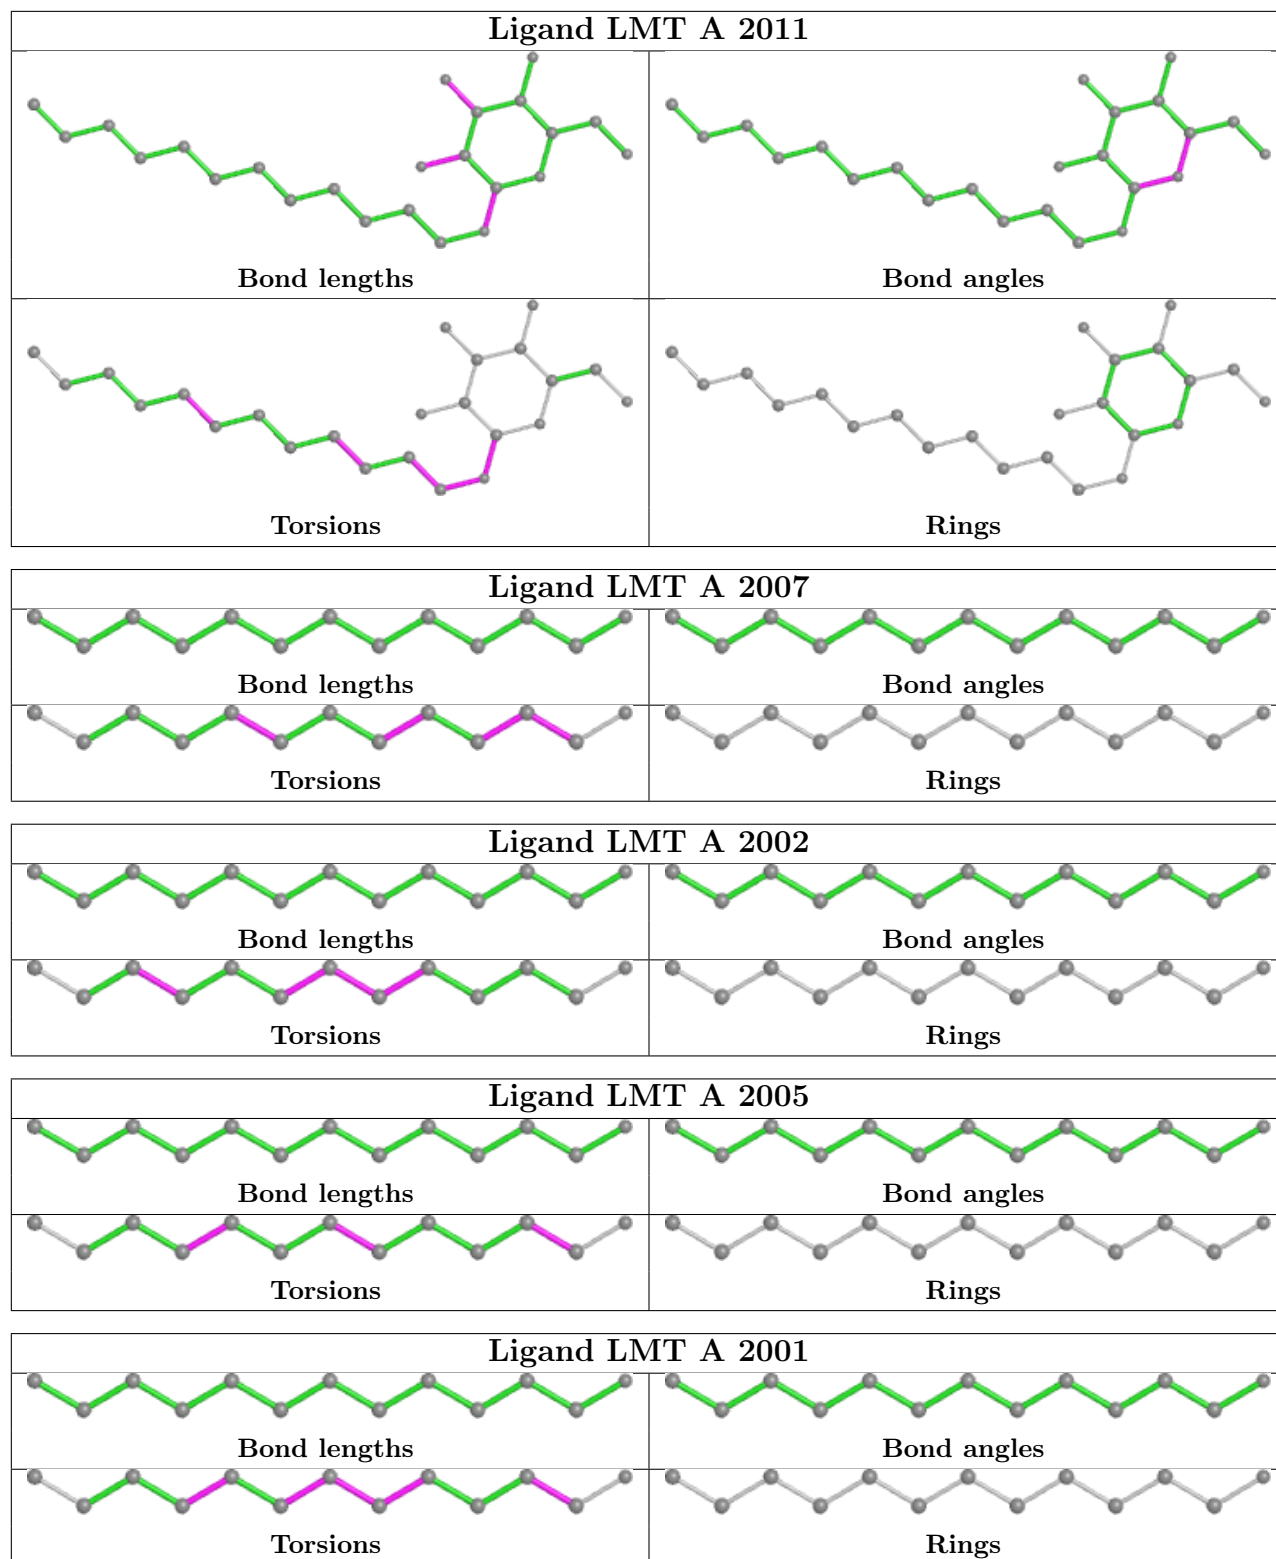 Ligand LMT A 2011
Bond lengths
Bond angles
Torsions
Rings
Ligand LMT A 2007
Bond lengths
Bond angles
Torsions
Rings
Ligand LMT A 2002
Bond lengths
Bond angles
Torsions
Rings
Ligand LMT A 2005
Bond lengths
Bond angles
Torsions
Rings
Ligand LMT A 2001
Bond lengths
Bond angles
Torsions
Rings